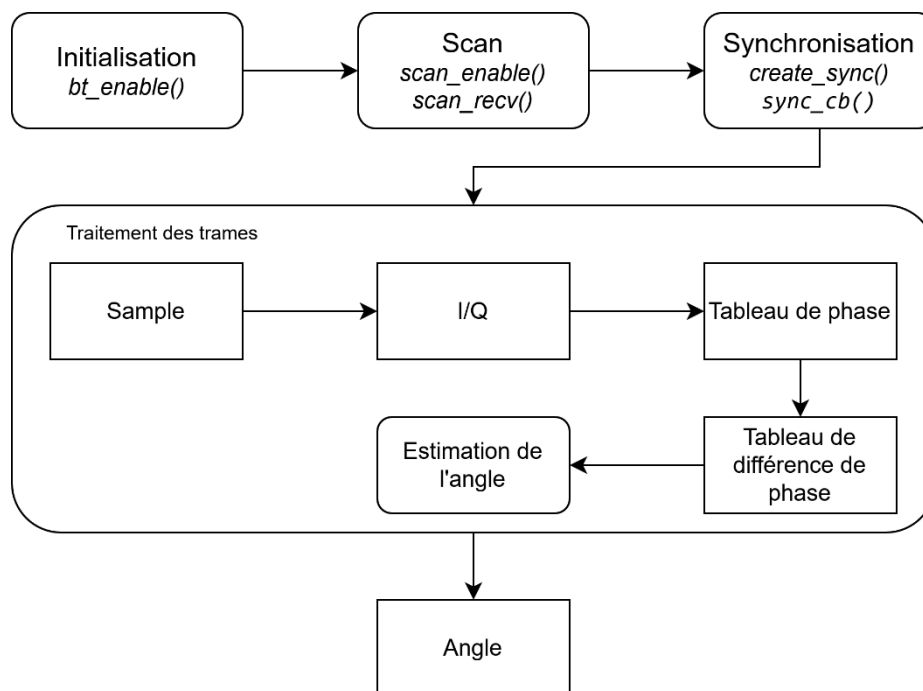 Initialisation
bt_enable()
Scan
scan_enable()
scan_recv()
Synchronisation
create_sync()
sync_cb()
Traitement des trames
Sample
I/Q
Tableau de phase
Tableau de
différence de
phase
Estimation de
l'angle
Angle